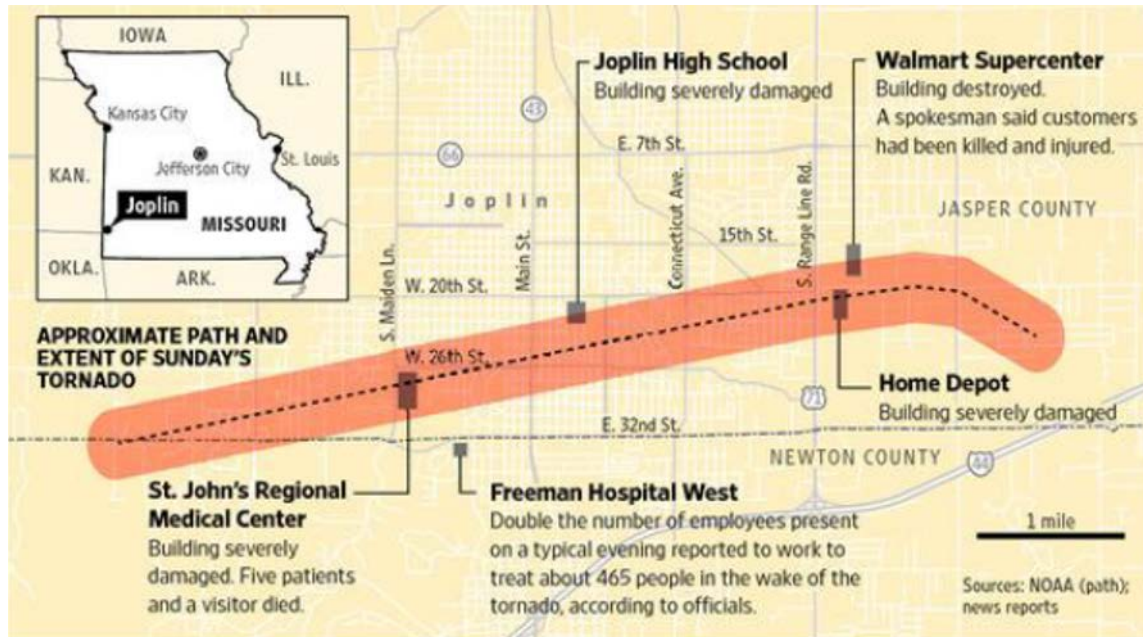 IOWA
ILL.
Kansas City
Jefferson City
St. Louis
KAN.
Joplin
MISSOURI
OKLA.
ARK.
APPROXIMATE PATH AND
EXTENT OF SUNDAY'S
TORNADO
Joplin High School
Building severely damaged
Walmart Supercenter
Building destroyed.
A spokesman said customers
had been killed and injured.
43
66
E. 7th St.
Joplin
JASPER COUNTY
15th St.
S. Maiden Ln.
Main St.
Connecticut Ave.
S. Range Line Rd.
W. 20th St.
W. 26th St.
Home Depot
Building severely damaged
71
E. 32nd St.
NEWTON COUNTY
44
St. John's Regional
Medical Center
Building severely
damaged. Five patients
and a visitor died.
Freeman Hospital West
Double the number of employees present
on a typical evening reported to work to
treat about 465 people in the wake of the
tornado, according to officials.
1 mile
Sources: NOAA (path);
news reports